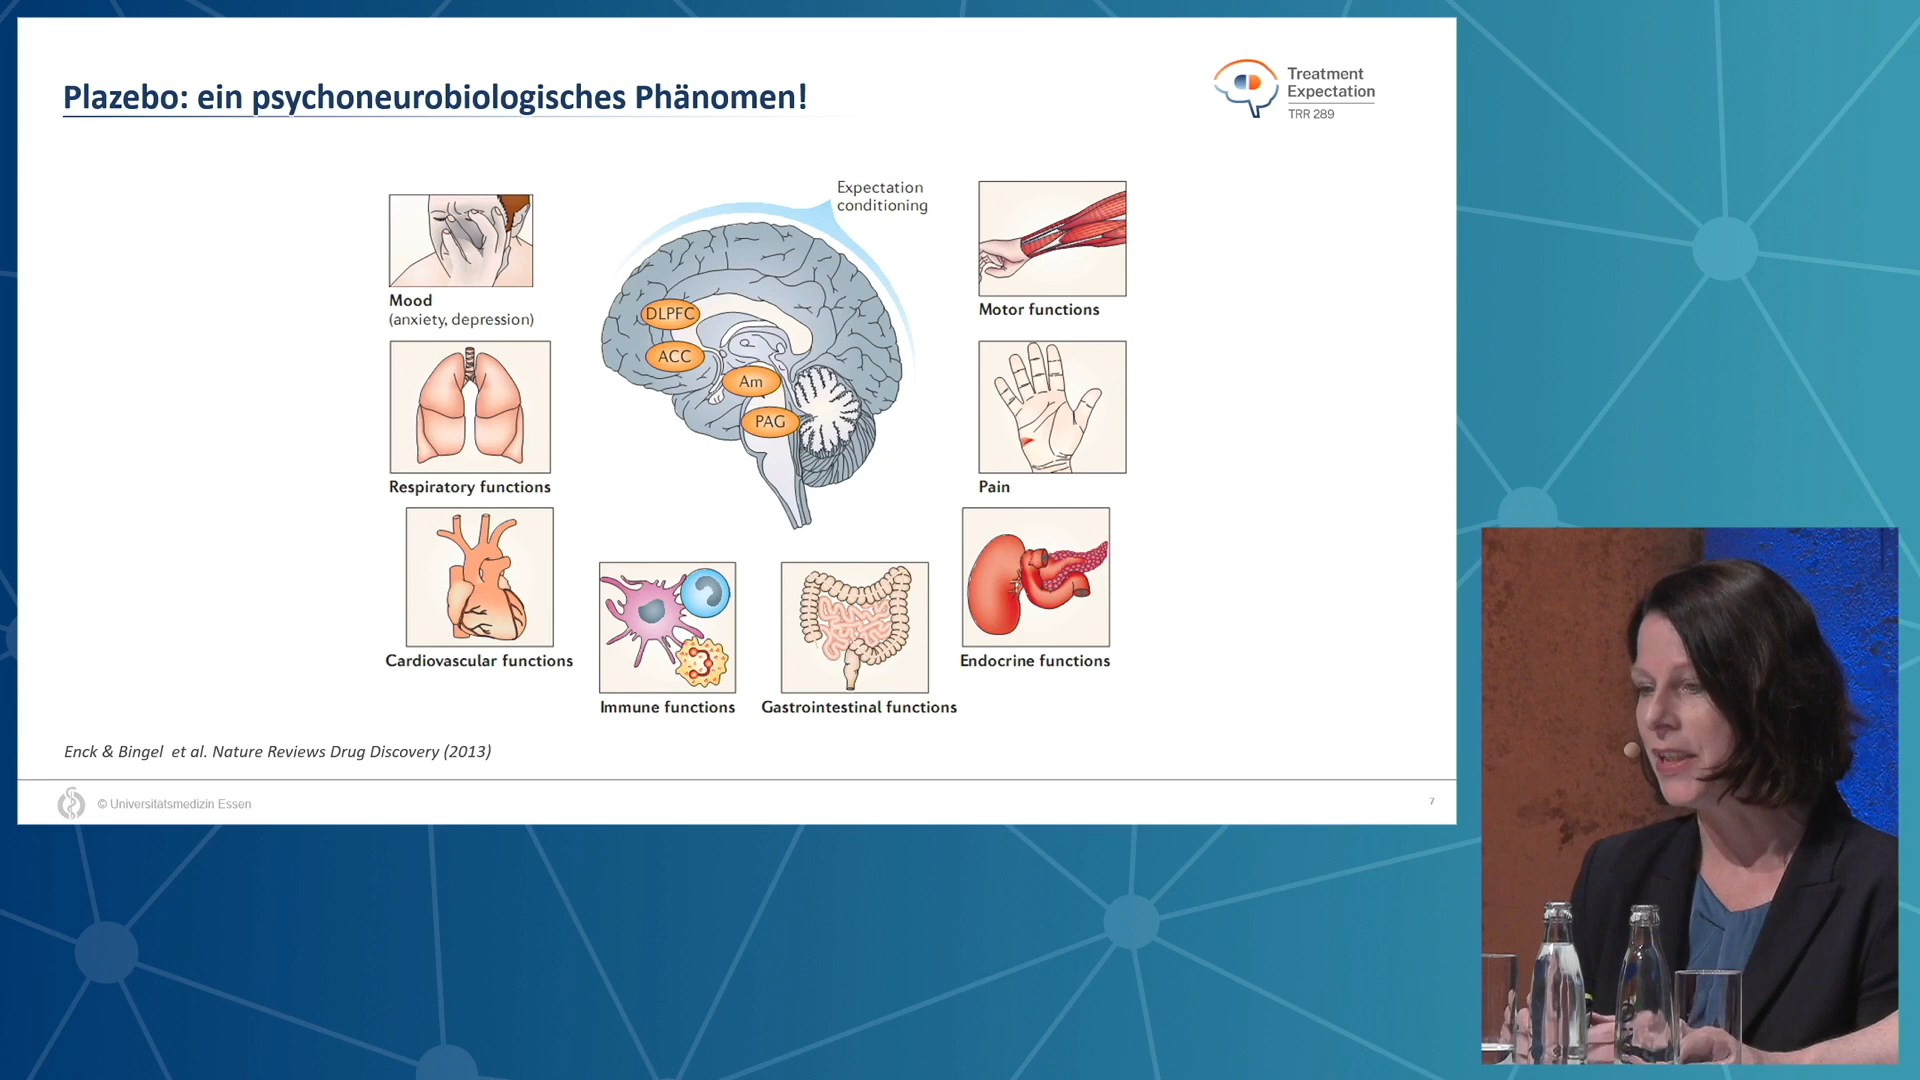 Plazebo: ein psychoneurobiologisches Phänomen!
Treatment
Expectation
TRR 289
Expectation
conditioning
Mood
(anxiety, depression)
DLPFC
ACC
Am
PAG
Motor functions
Respiratory functions
Pain
Cardiovascular functions
Endocrine functions
Immune functions
Gastrointestinal functions
Enck & Bingel et al. Nature Reviews Drug Discovery (2013)
© Universitätsmedizin Essen
7